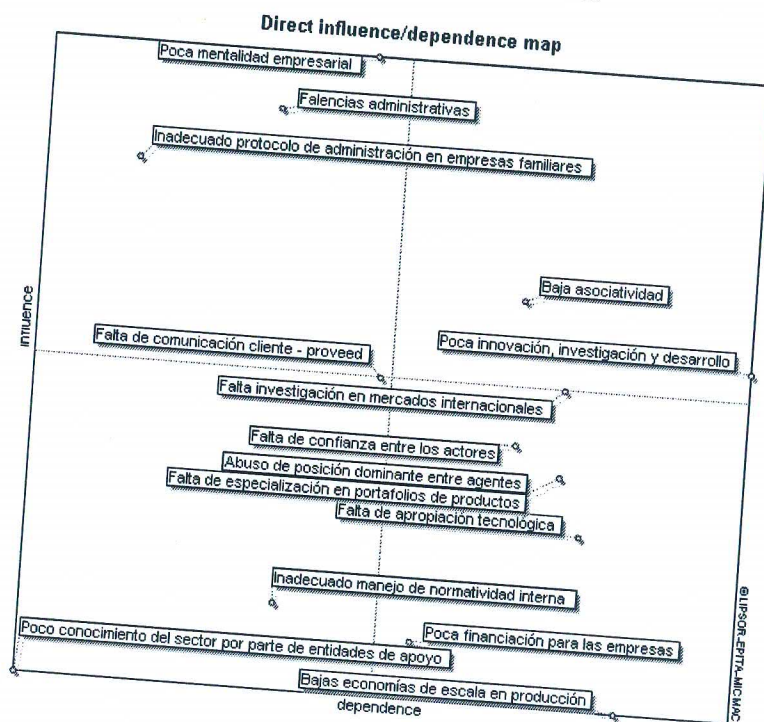 Direct influence/dependence map
Poca mentalidad empresarial
Falencias administrativas
Inadecuado protocolo de administración en empresas familiares
Baja asociatividad
influence
Falta de comunicación cliente - proveed
Poca innovación, investigación y desarrollo
Falta investigación en mercados internacionales
Falta de confianza entre los actores
Abuso de posición dominante entre agentes
Falta de especialización en portafolios de productos
Falta de apropiación tecnológica
Inadecuado manejo de normatividad interna
Poco conocimiento del sector por parte de entidades de apoyo
Poca financiación para las empresas
Bajas economías de escala en producción
dependence
© LIPSOR-EPITA-MICMAC